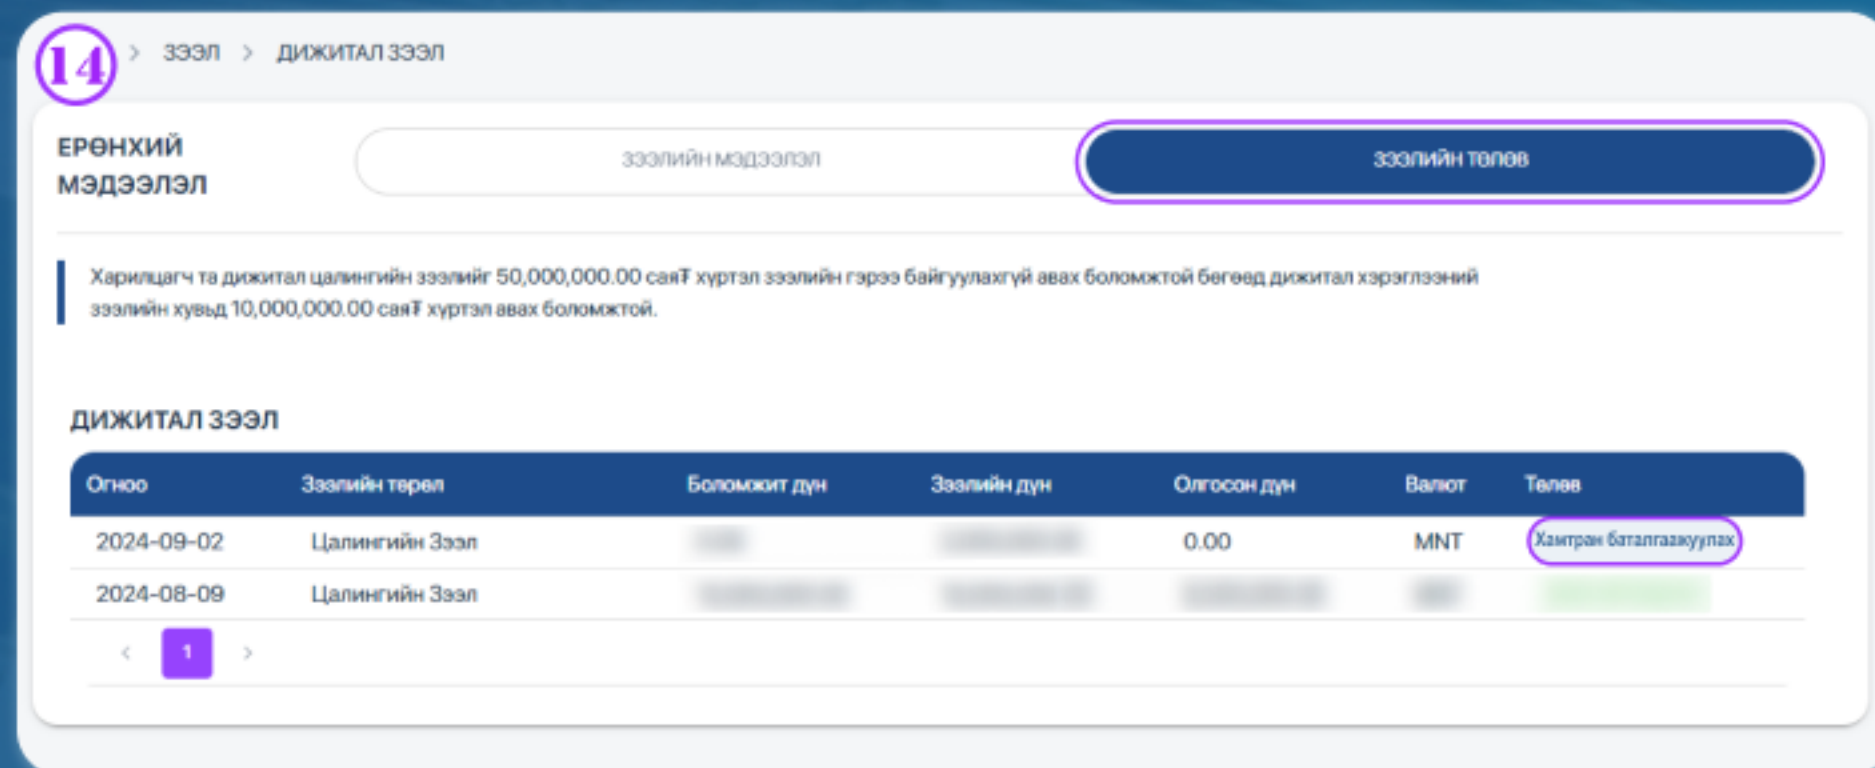 14 > ЗЭЭЛ > ДИЖИТАЛ ЗЭЭЛ
ЕРӨНХИЙ
МЭДЭЭЛЭЛ
ЗЭЭЛИЙН МЭДЭЭЛЭЛ
ЗЭЭЛИЙН ТӨЛӨВ
Харилцагч та дижитал цалингийн зээлийг 50,000,000.00 сая₮ хүртэл зээлийн гэрээ байгуулахгүй авах боломжтой бөгөөд дижитал хэрэглээний
зээлийн хувьд 10,000,000.00 сая₮ хүртэл авах боломжтой.
ДИЖИТАЛ ЗЭЭЛ
Огноо Зээлийн төрөл Боломжит дүн Зээлийн дүн Олгосон дүн Валют Төлөв
2024-09-02 Цалингийн Зээл 0.00 MNT Хамтран баталгаажуулах
2024-08-09 Цалингийн Зээл
< 1 >